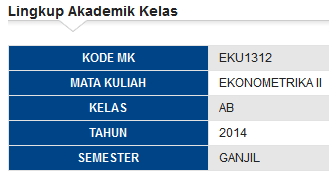 Lingkup Akademik Kelas
KODE MK EKU1312
MATA KULIAH EKONOMETRIKA II
KELAS AB
TAHUN 2014
SEMESTER GANJIL